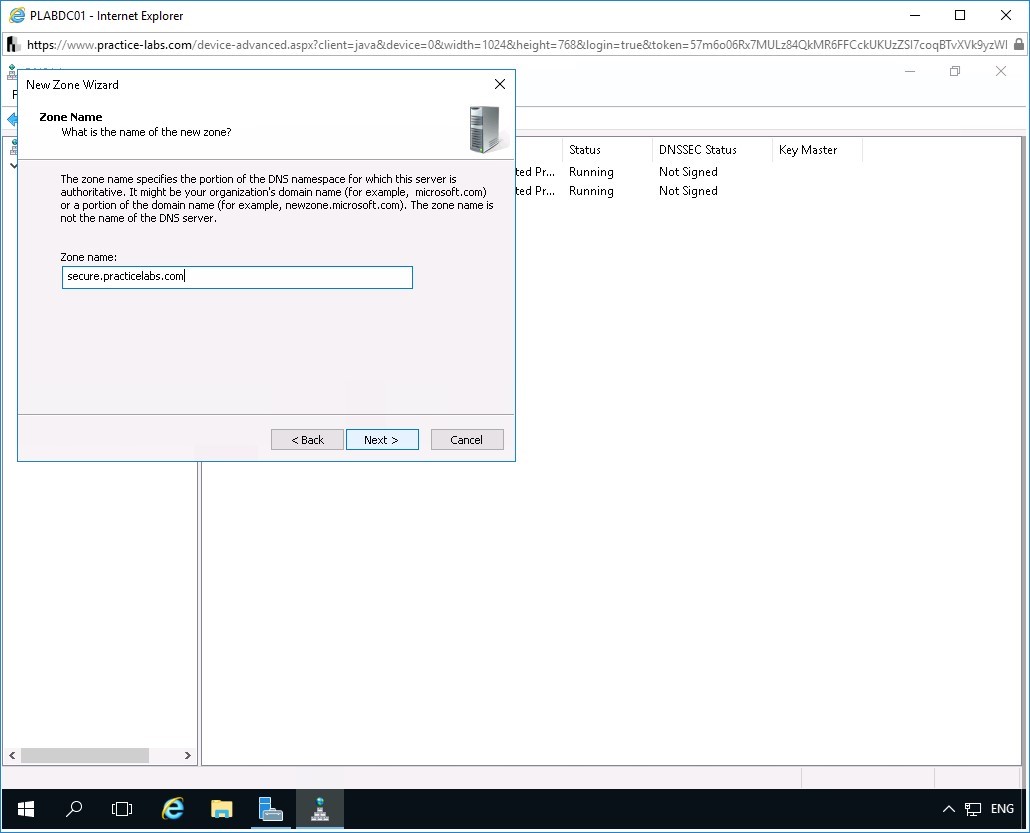 PLABDC01 - Internet Explorer
https://www.practice-labs.com/device-advanced.aspx?client=java&device=0&width=1024&height=768&login=true&token=57m6o06Rx7MULz84QkMR6FFCckUKUzZSI7coqBTvXVk9yzWl
New Zone Wizard
Zone Name
What is the name of the new zone?
Status DNSSEC Status Key Master
ted Pr... Running Not Signed
ted Pr... Running Not Signed
The zone name specifies the portion of the DNS namespace for which this server is
authoritative. It might be your organization's domain name (for example, microsoft.com)
or a portion of the domain name (for example, newzone.microsoft.com). The zone name is
not the name of the DNS server.
Zone name:
secure.practicelabs.com
< Back Next > Cancel
ENG